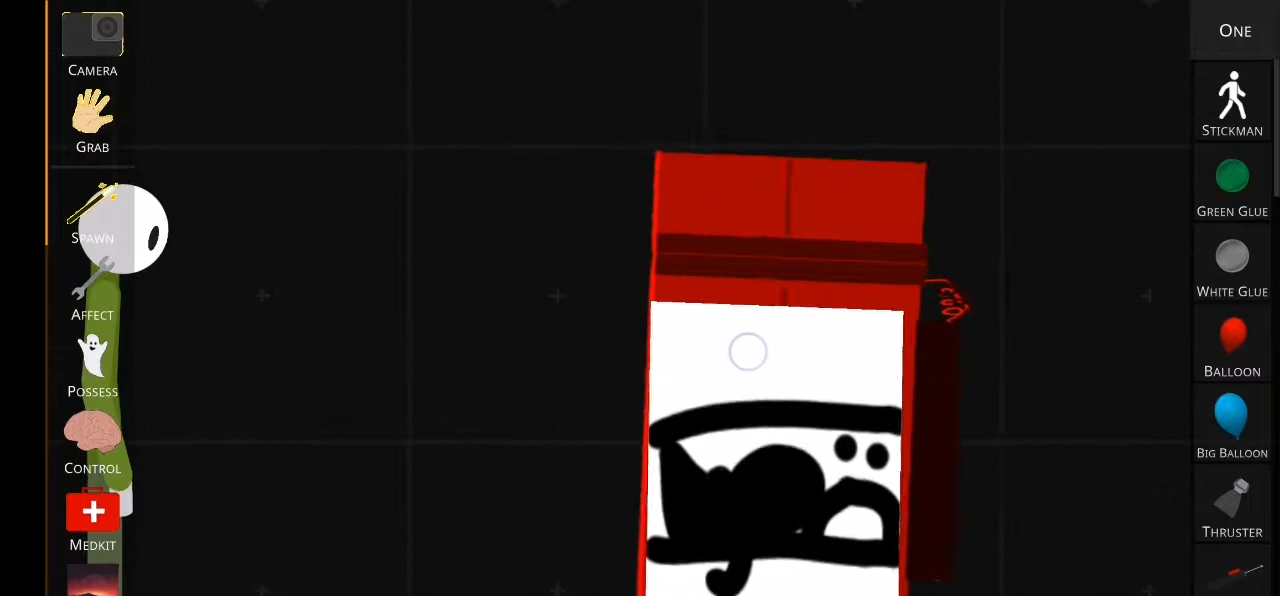 CAMERA
GRAB
SPAWN
AFFECT
POSSESS
CONTROL
MEDKIT
ONE
STICKMAN
GREEN GLUE
WHITE GLUE
BALLOON
BIG BALLOON
THRUSTER